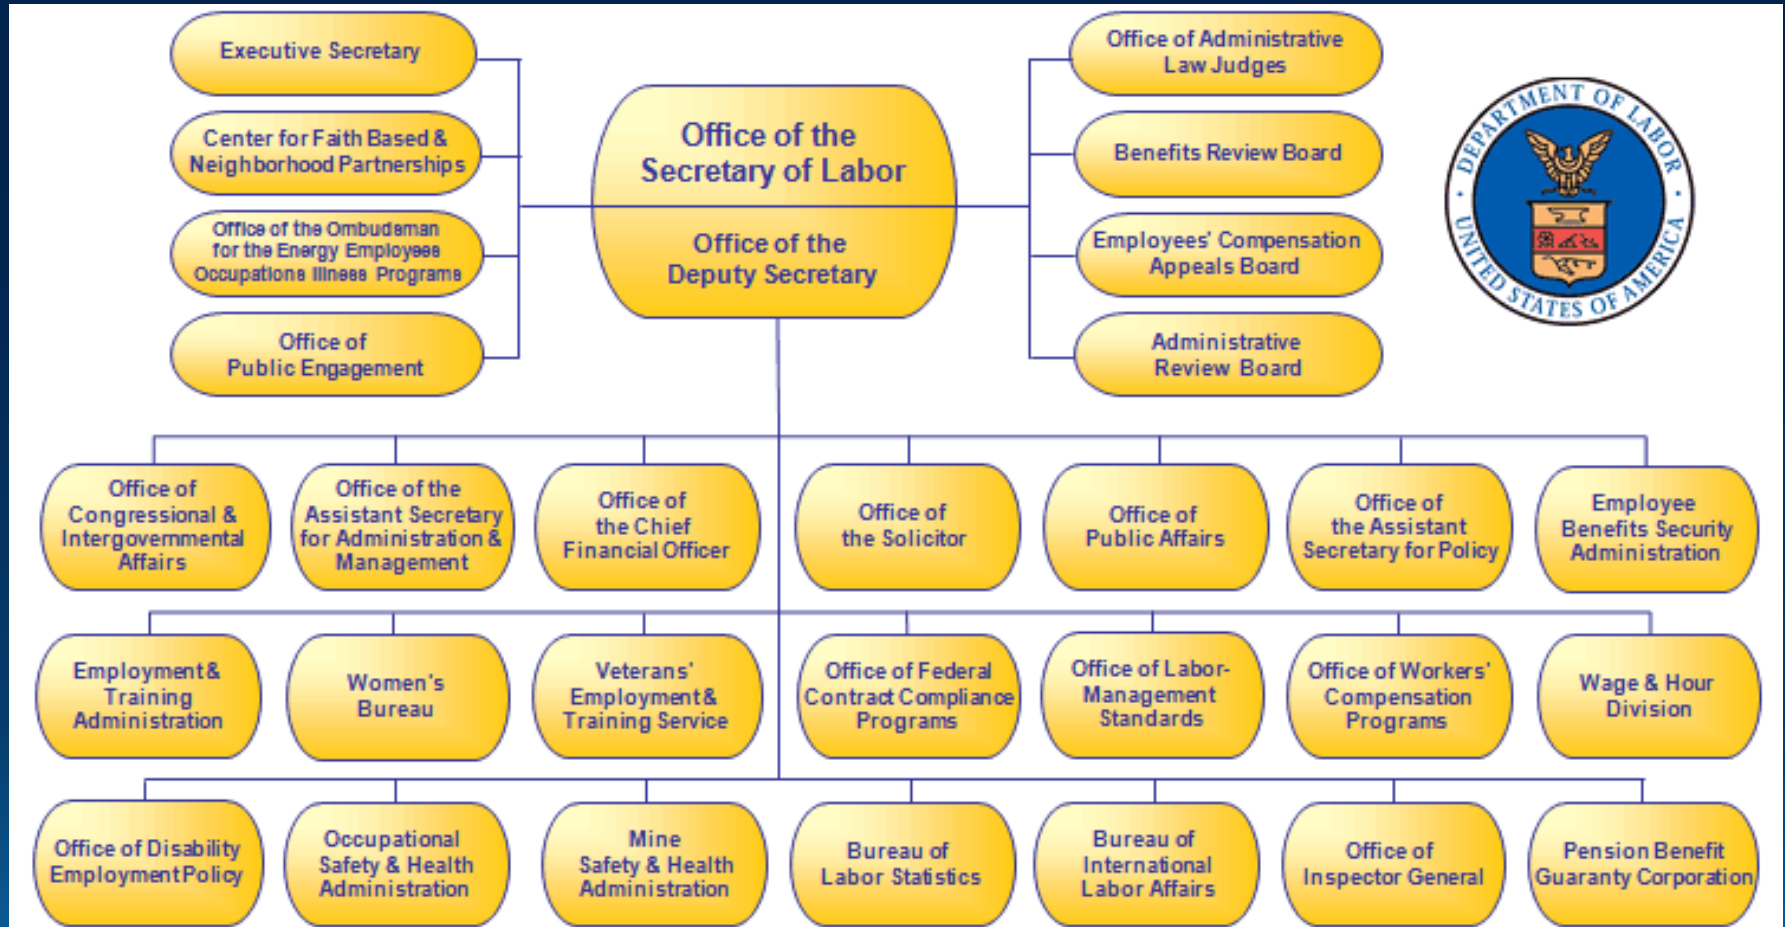 Executive Secretary
Center for Faith Based &
Neighborhood Partnerships
Office of the Ombudsman
for the Energy Employees
Occupations Illness Programs
Office of
Public Engagement
Office of the
Secretary of Labor
Office of the
Deputy Secretary
Office of Administrative
Law Judges
Benefits Review Board
Employees' Compensation
Appeals Board
Administrative
Review Board
DEPARTMENT OF LABOR
UNITED STATES OF AMERICA
Office of
Congressional &
Intergovernmental
Affairs
Office of the
Assistant Secretary
for Administration &
Management
Office of
the Chief
Financial Officer
Office of
the Solicitor
Office of
Public Affairs
Office of
the Assistant
Secretary for Policy
Employee
Benefits Security
Administration
Employment &
Training
Administration
Women's
Bureau
Veterans'
Employment &
Training Service
Office of Federal
Contract Compliance
Programs
Office of Labor-
Management
Standards
Office of Workers'
Compensation
Programs
Wage & Hour
Division
Office of Disability
Employment Policy
Occupational
Safety & Health
Administration
Mine
Safety & Health
Administration
Bureau of
Labor Statistics
Bureau of
International
Labor Affairs
Office of
Inspector General
Pension Benefit
Guaranty Corporation